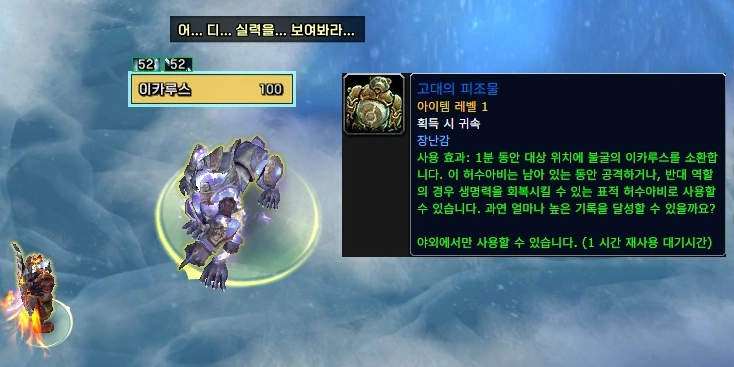 어... 디... 실력을... 보여봐라...
52 52
이카루스 100
고대의 피조물
아이템 레벨 1
획득 시 귀속
장난감
사용 효과: 1분 동안 대상 위치에 불굴의 이카루스를 소환합
니다. 이 허수아비는 남아 있는 동안 공격하거나, 반대 역할
의 경우 생명력을 회복시킬 수 있는 표적 허수아비로 사용할
수 있습니다. 과연 얼마나 높은 기록을 달성할 수 있을까요?
야외에서만 사용할 수 있습니다. (1 시간 재사용 대기시간)